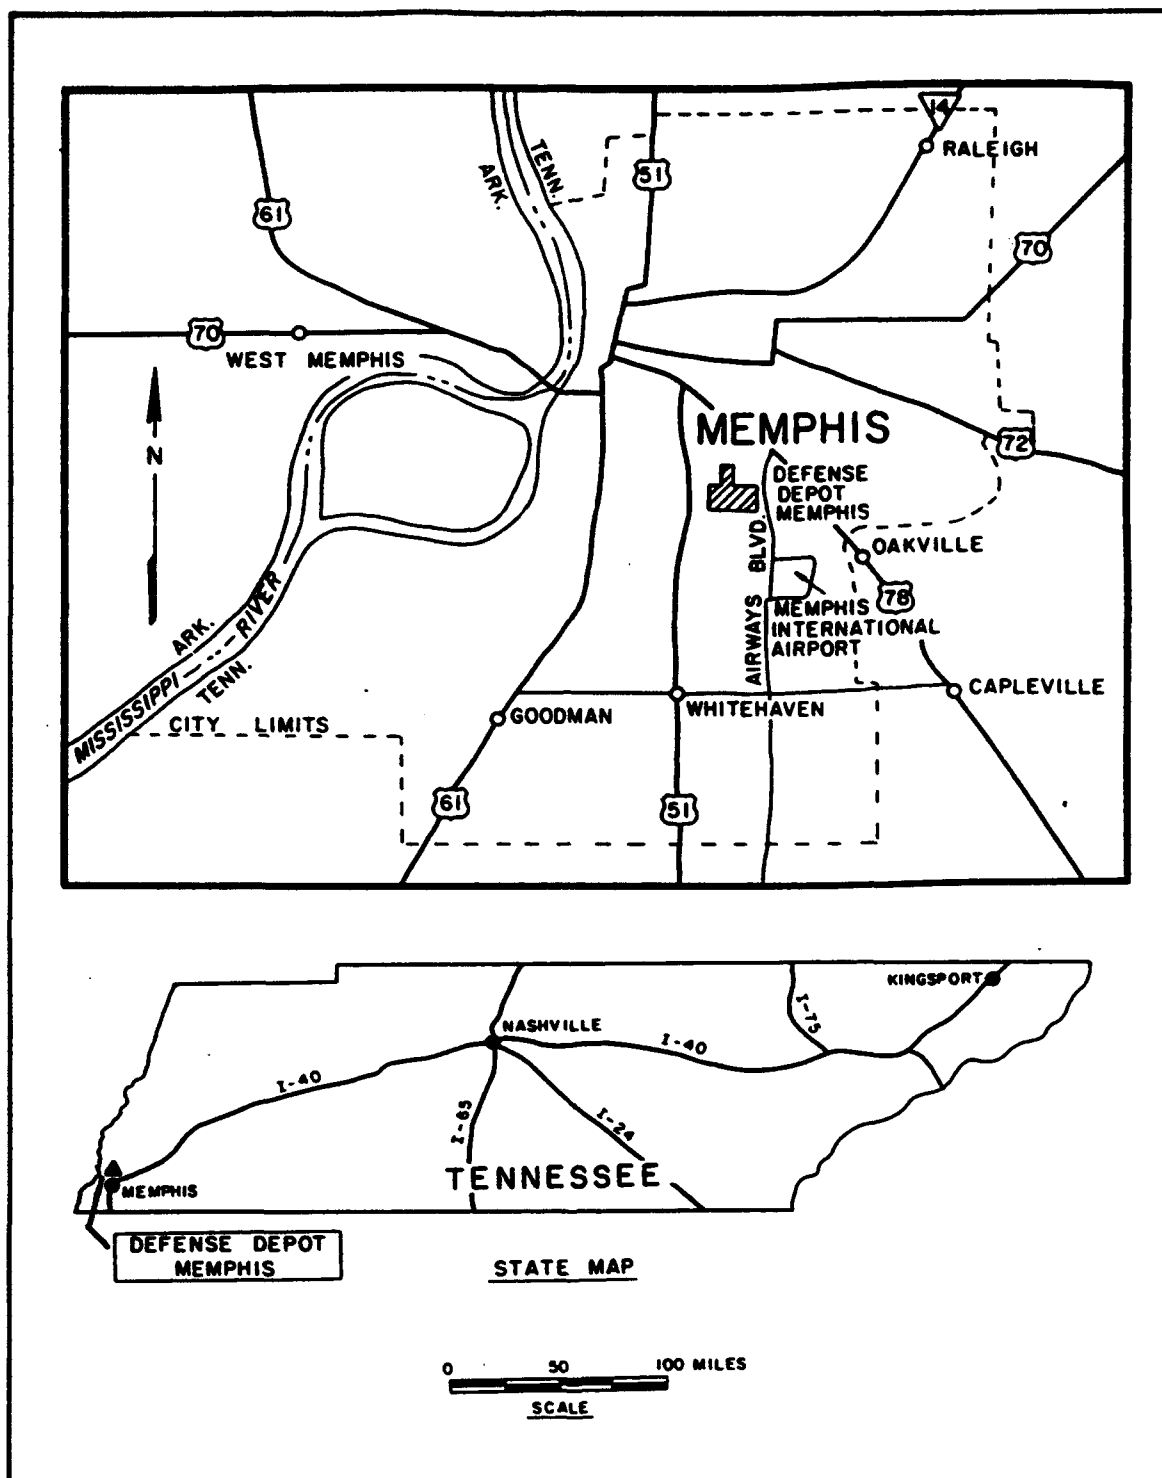 14
RALEIGH
TENN.
ARK.
51
61
70
70
WEST MEMPHIS
N
MEMPHIS
72
DEFENSE
DEPOT
MEMPHIS
OAKVILLE
78
AIRWAYS BLVD.
MEMPHIS
INTERNATIONAL
AIRPORT
ARK.
MISSISSIPPI RIVER
TENN.
CITY LIMITS
GOODMAN
WHITEHAVEN
CAPLEVILLE
61
51
KINGSPORT
I-75
NASHVILLE
I-40
I-40
I-65
I-24
TENNESSEE
MEMPHIS
DEFENSE DEPOT
MEMPHIS
STATE MAP
0 50 100 MILES
SCALE